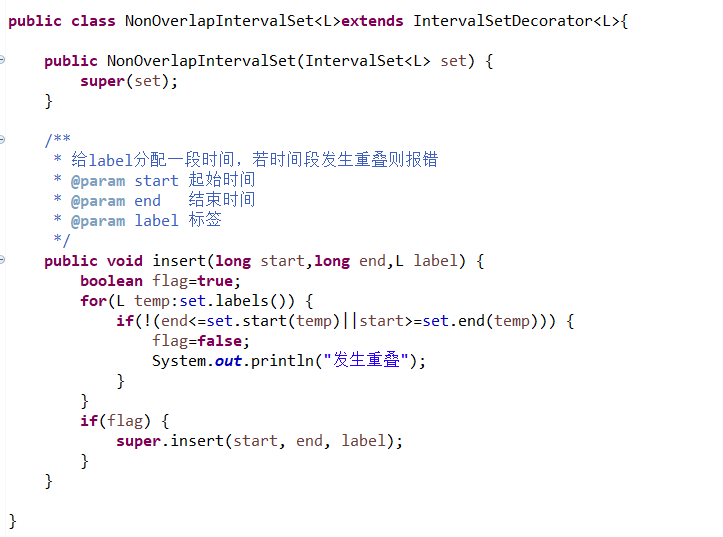 public class NonOverlapIntervalSet<L>extends IntervalSetDecorator<L>{
public NonOverlapIntervalSet(IntervalSet<L> set) {
super(set);
}
/**
* 给label分配一段时间，若时间段发生重叠则报错
* @param start 起始时间
* @param end   结束时间
* @param label 标签
*/
public void insert(long start,long end,L label) {
boolean flag=true;
for(L temp:set.labels()) {
if(!(end<=set.start(temp)||start>=set.end(temp))) {
flag=false;
System.out.println("发生重叠");
}
}
if(flag) {
super.insert(start, end, label);
}
}
}